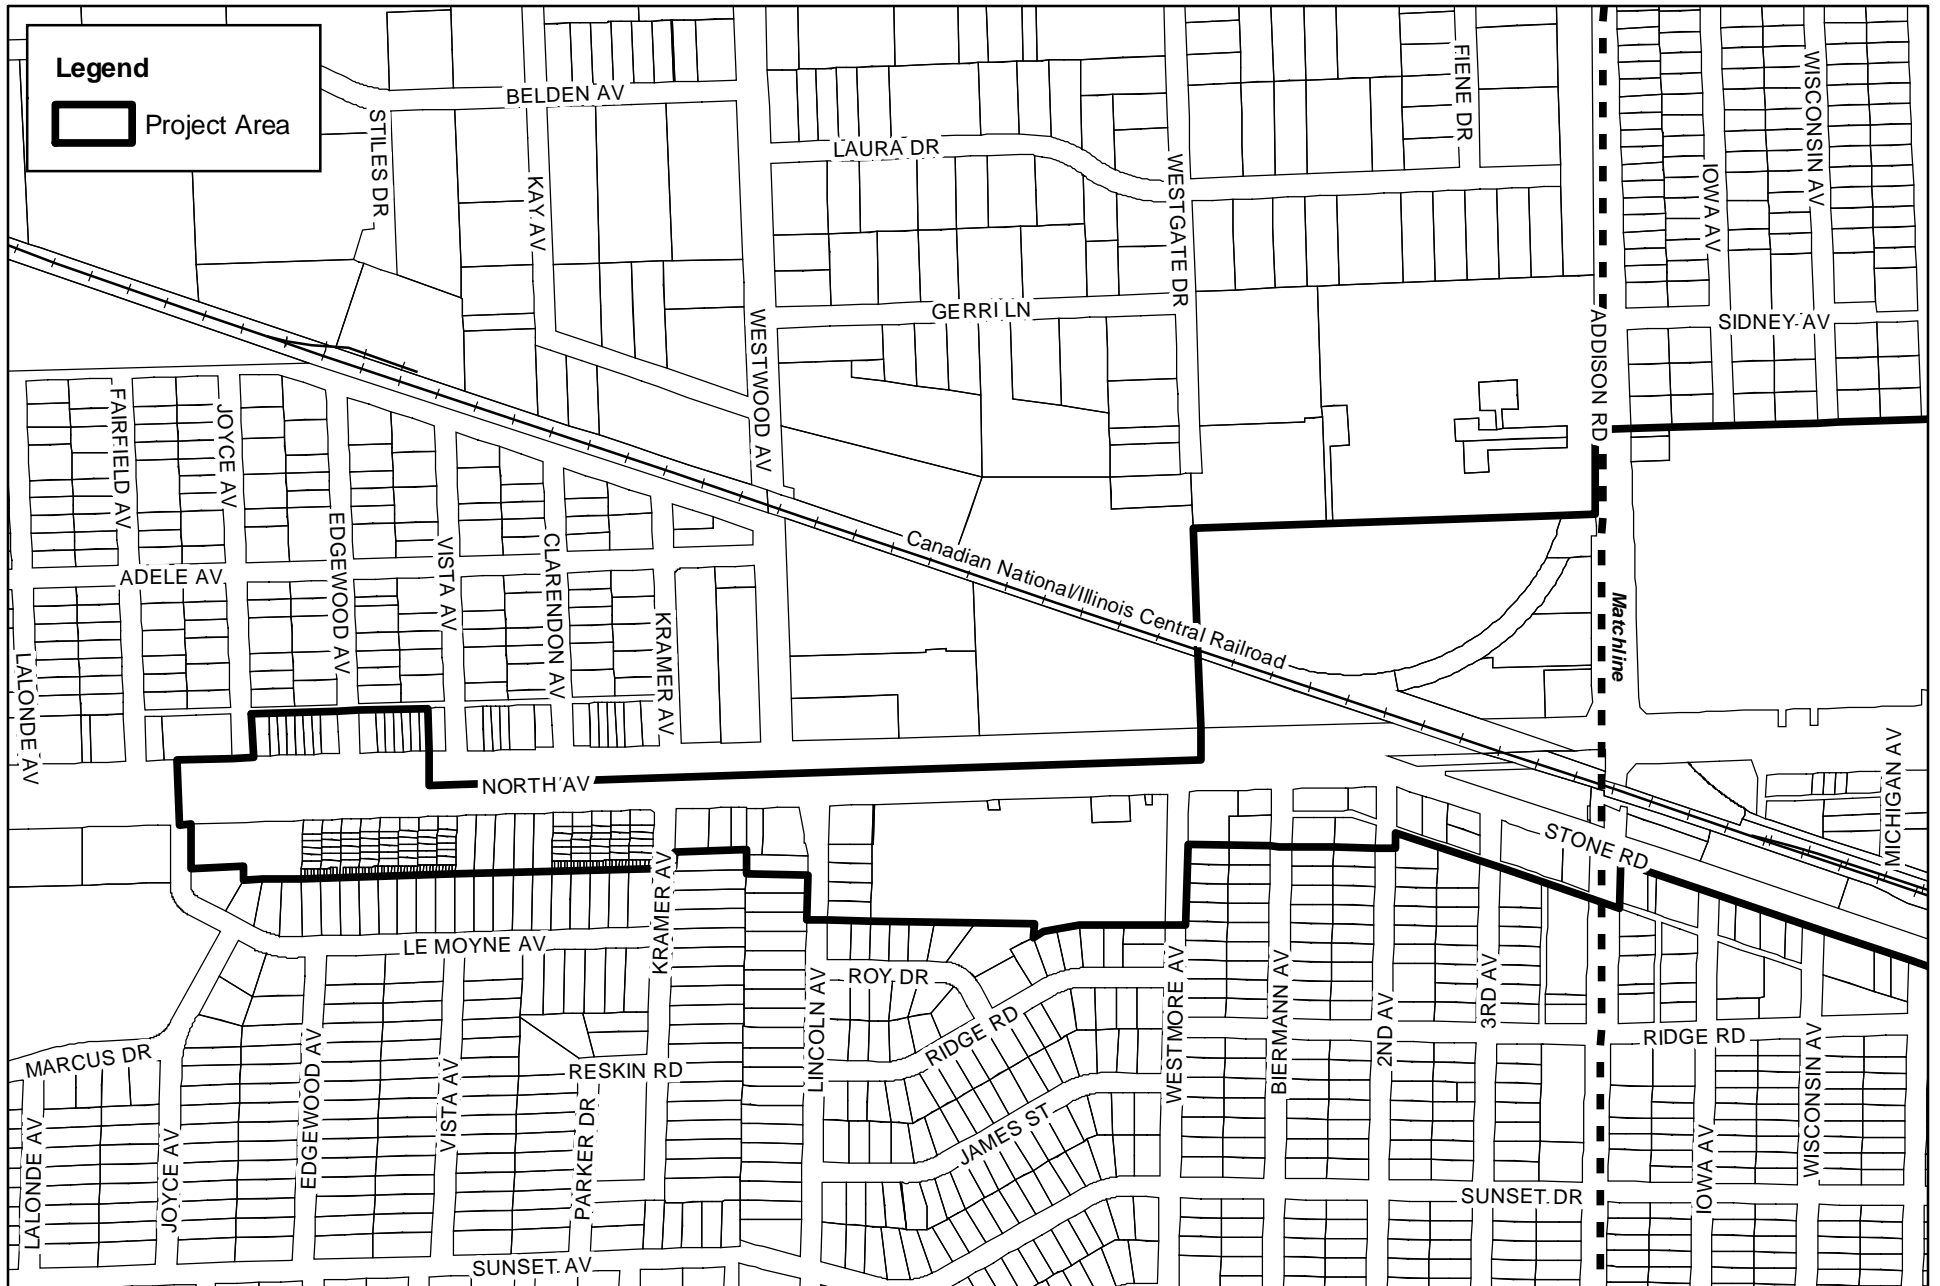 Legend
Project Area
BELDEN AV
STILES DR
KAY AV
LAURA DR
WESTGATE DR
FIENE DR
WISCONSIN AV
IOWA AV
GERRI LN
SIDNEY AV
WESTWOOD AV
ADDISON RD
FAIRFIELD AV
JOYCE AV
EDGEWOOD AV
VISTA AV
CLARENDON AV
ADELE AV
KRAMER AV
LALONDE AV
Canadian National/Illinois Central Railroad
Matchline
NORTH AV
MICHIGAN AV
STONE RD
KRAMER AV
LE MOYNE AV
ROY DR
RIDGE RD
LINCOLN AV
WESTMORE AV
BIERMANN AV
2ND AV
3RD AV
RIDGE RD
WISCONSIN AV
MARCUS DR
EDGEWOOD AV
VISTA AV
RESKIN RD
PARKER DR
JAMES ST
LALONDE AV
JOYCE AV
IOWA AV
SUNSET DR
SUNSET AV